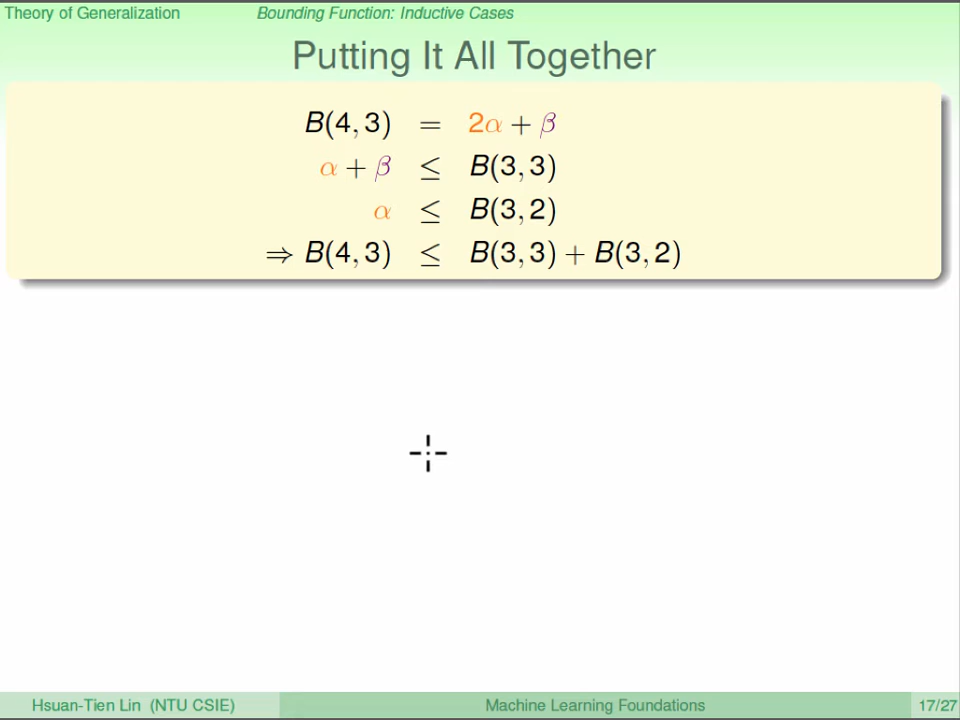 Theory of Generalization Bounding Function: Inductive Cases
Putting It All Together
B(4, 3) = 2α + β
α + β ≤ B(3, 3)
α ≤ B(3, 2)
⇒ B(4, 3) ≤ B(3, 3) + B(3, 2)
Hsuan-Tien Lin (NTU CSIE) Machine Learning Foundations 17/27